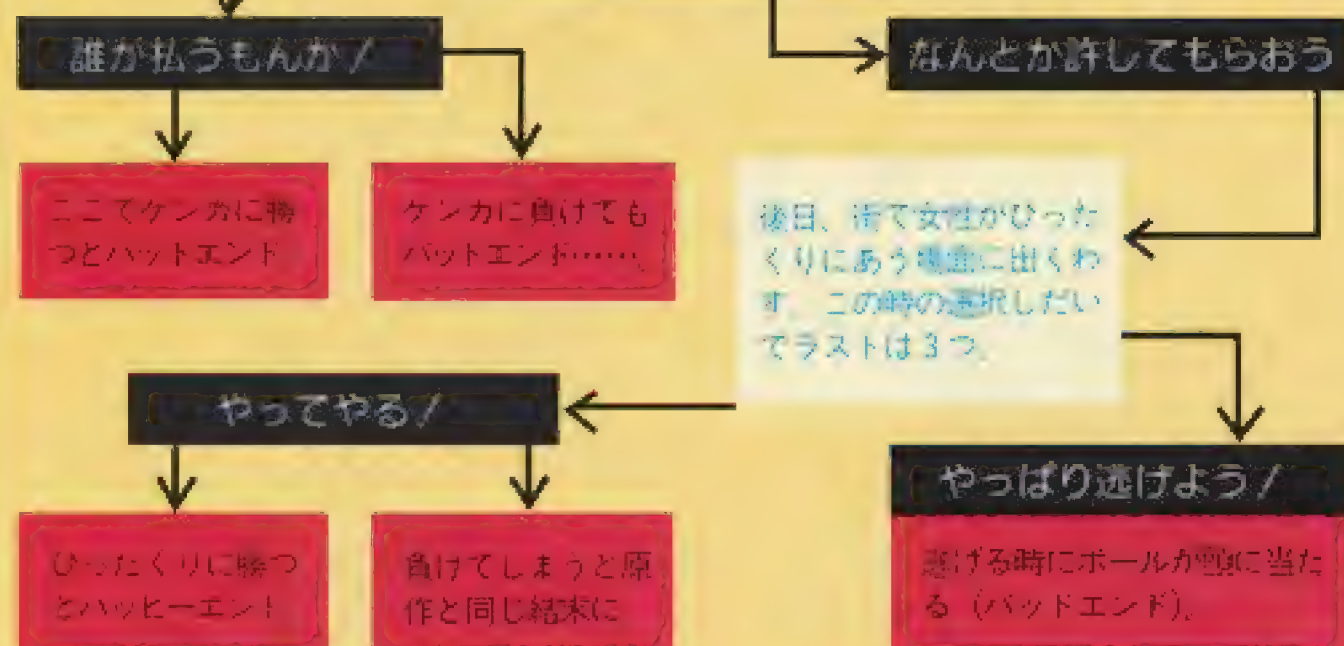 誰が払うもんか!
なんとか許してもらおう
ここでケンカに勝
つとバッドエンド
ケンカに負けても
バッドエンド……。
後日、街で女性がひった
くりにあう場面に出くわ
す。この時の選択しだい
でラストは3つ。
やってやる!
やっぱり逃げよう!
ひったくりに勝つ
とハッピーエンド
負けてしまうと原
作と同じ結末に
逃げる時にボールが頭に当た
る（バッドエンド）。